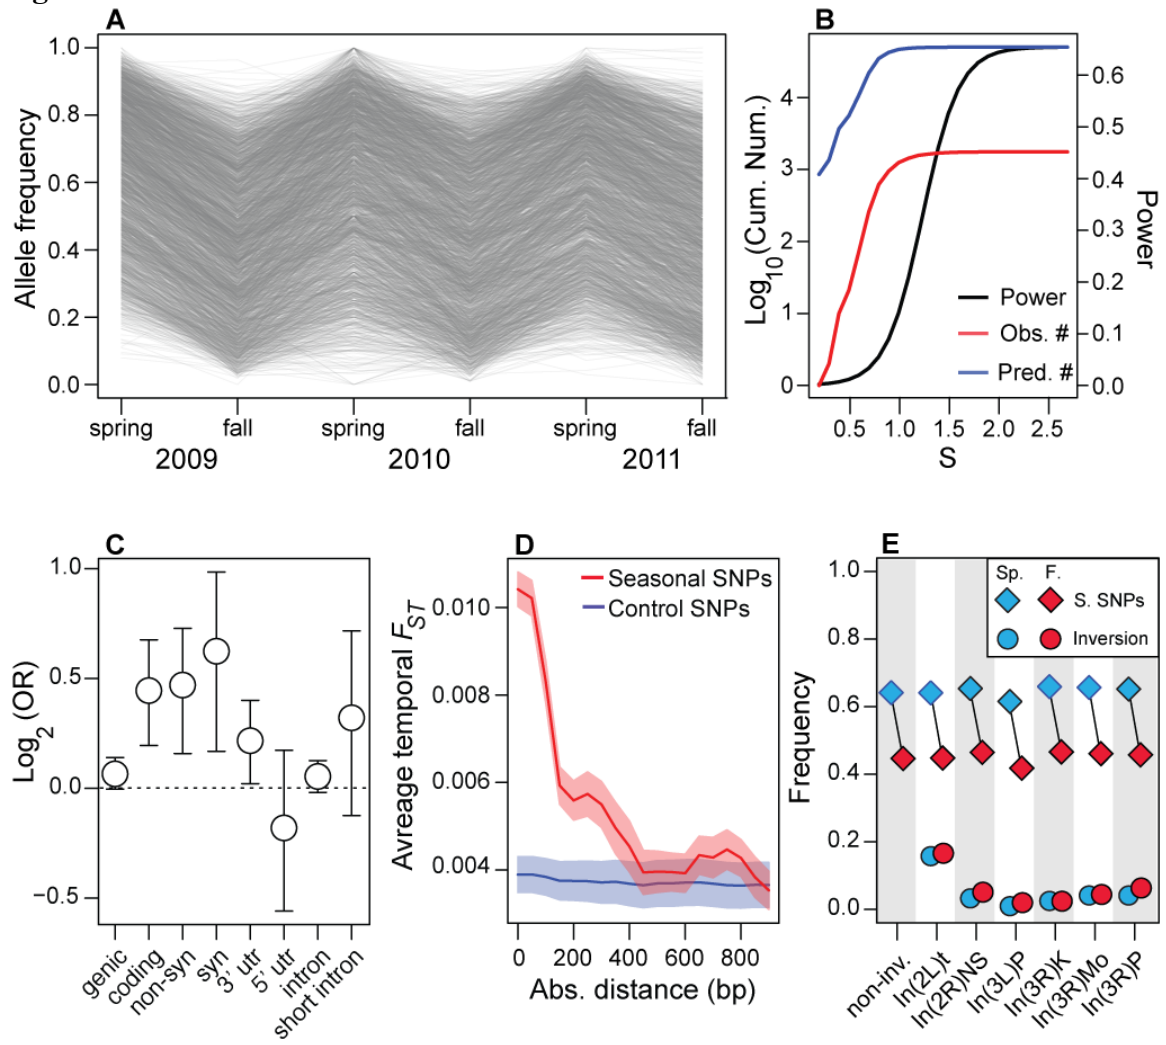 A
Allele frequency
1.0
0.8
0.6
0.4
0.2
0.0
spring fall spring fall spring fall
2009 2010 2011
B
Log10(Cum. Num.)
4
3
2
1
0
Power
0.6
0.5
0.4
0.3
0.2
0.1
0.0
Power
Obs. #
Pred. #
0.5 1.0 1.5 2.0 2.5
S
C
Log2(OR)
1.0
0.5
0.0
−0.5
genic
coding
non-syn
syn
3' utr
5' utr
intron
short intron
D
Avreage temporal FST
0.010
0.008
0.006
0.004
Seasonal SNPs
Control SNPs
0 200 400 600 800
Abs. distance (bp)
E
Frequency
1.0
0.8
0.6
0.4
0.2
0.0
Sp. F.
S. SNPs
Inversion
non-inv.
In(2L)t
In(2R)NS
In(3L)P
In(3R)K
In(3R)Mo
In(3R)P